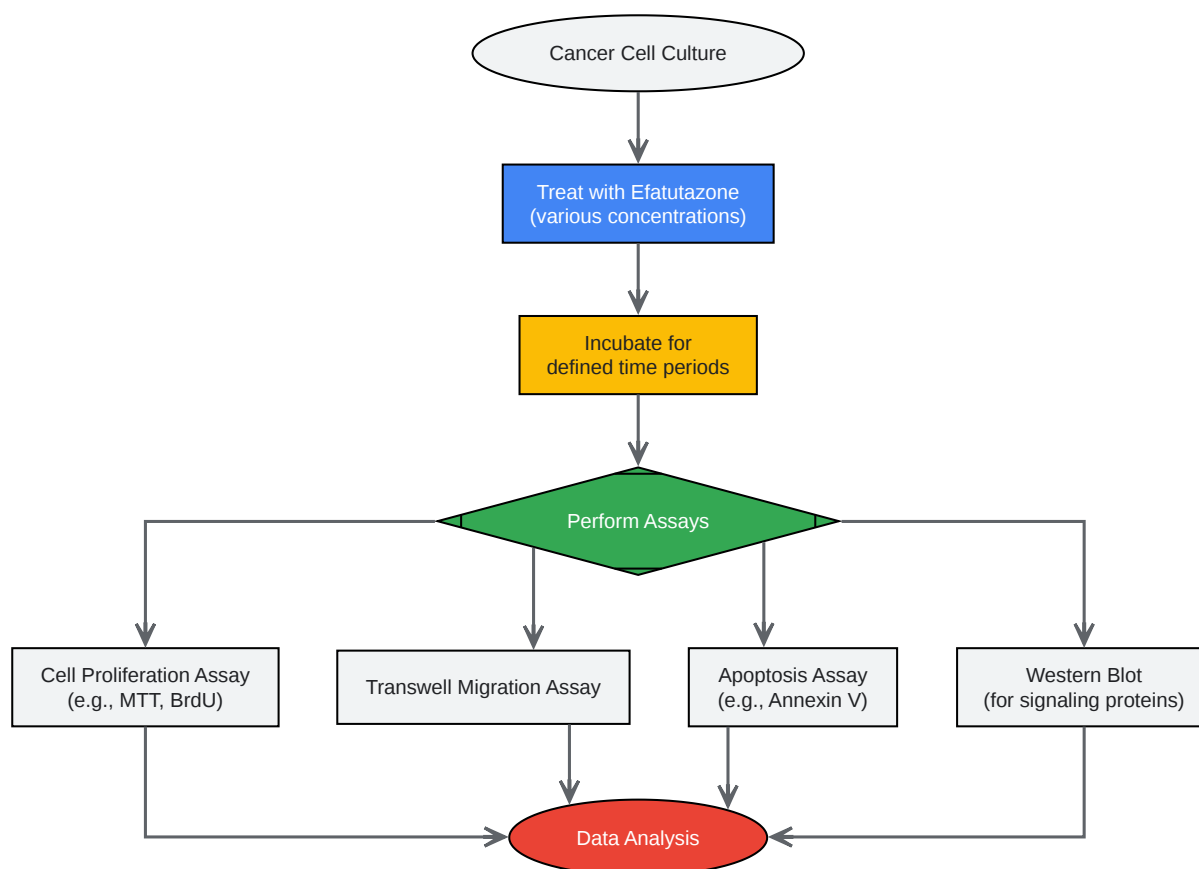 Cancer Cell Culture
Treat with Efatutazone
(various concentrations)
Incubate for
defined time periods
Perform Assays
Cell Proliferation Assay
(e.g., MTT, BrdU)
Transwell Migration Assay
Apoptosis Assay
(e.g., Annexin V)
Western Blot
(for signaling proteins)
Data Analysis